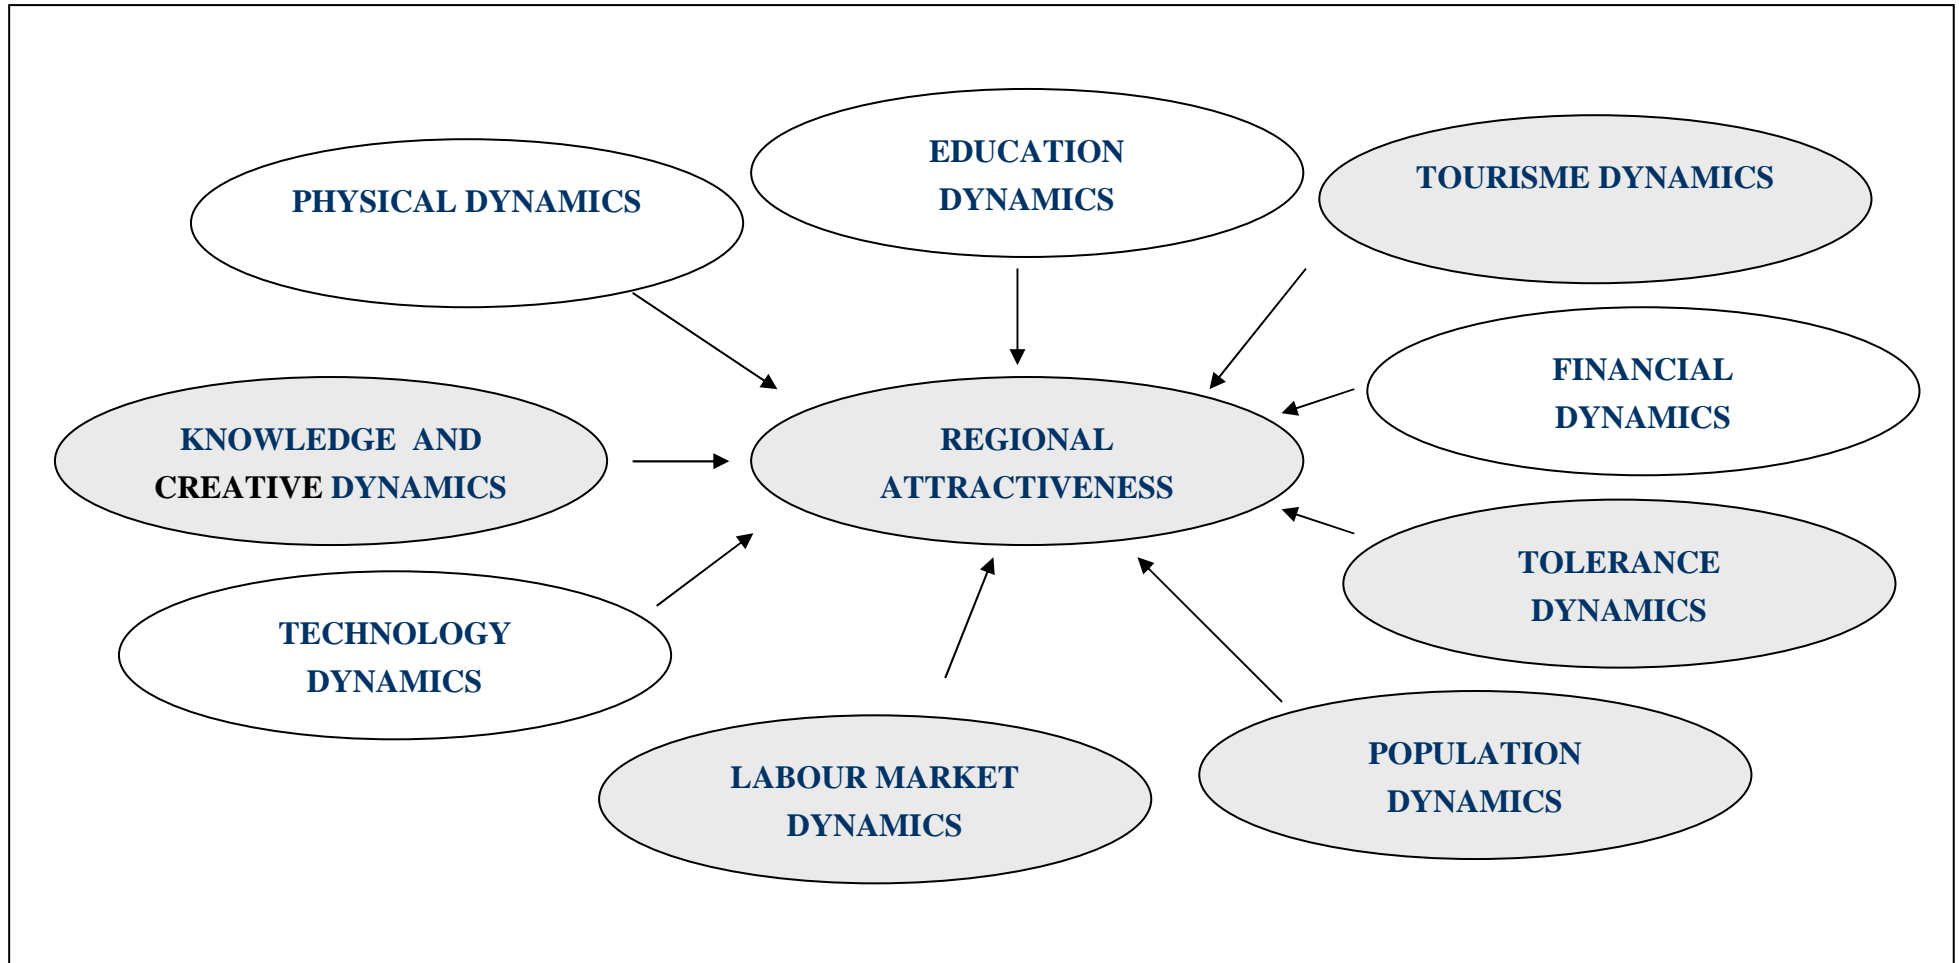 EDUCATION
DYNAMICS
TOURISME DYNAMICS
PHYSICAL DYNAMICS
FINANCIAL
DYNAMICS
KNOWLEDGE  AND
CREATIVE DYNAMICS
REGIONAL
ATTRACTIVENESS
TOLERANCE
DYNAMICS
TECHNOLOGY
DYNAMICS
LABOUR MARKET
DYNAMICS
POPULATION
DYNAMICS